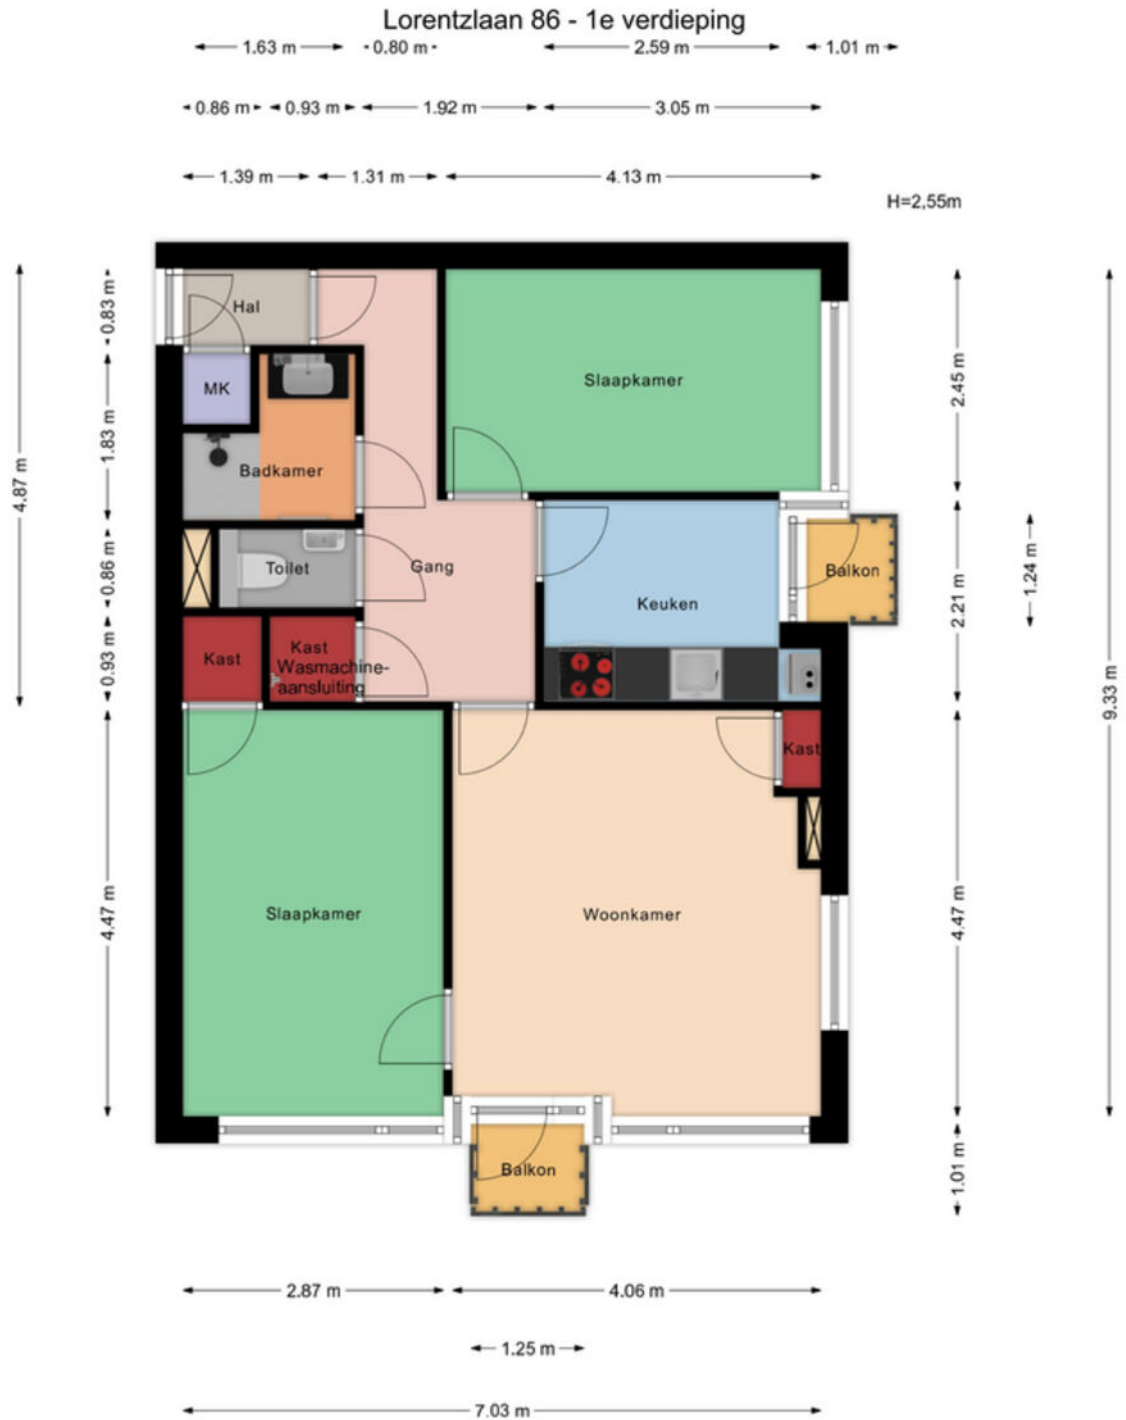 Lorentzlaan 86 - 1e verdieping
1.63 m
0.80 m
2.59 m
1.01 m
0.86 m
0.93 m
1.92 m
3.05 m
1.39 m
1.31 m
4.13 m
H=2,55m
0.83 m
Hal
Slaapkamer
2.45 m
MK
1.83 m
Badkamer
4.87 m
Toilet
0.86 m
Gang
Keuken
Balkon
2.21 m
1.24 m
Kast
Kast
Wasmachine-
aansluiting
0.93 m
9.33 m
Kast
4.47 m
Slaapkamer
Woonkamer
4.47 m
Balkon
1.01 m
2.87 m
4.06 m
1.25 m
7.03 m